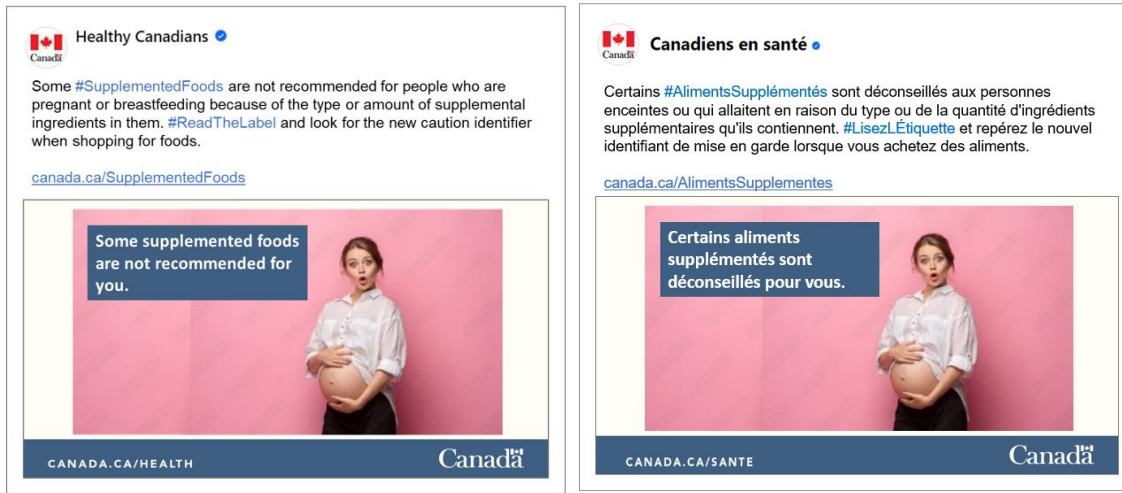 Canada
Healthy Canadians
Some #SupplementedFoods are not recommended for people who are
pregnant or breastfeeding because of the type or amount of supplemental
ingredients in them. #ReadTheLabel and look for the new caution identifier
when shopping for foods.
canada.ca/SupplementedFoods
Some supplemented foods
are not recommended for
you.
CANADA.CA/HEALTH
Canada
Canada
Canadiens en santé
Certains #AlimentsSupplémentés sont déconseillés aux personnes
enceintes ou qui allaitent en raison du type ou de la quantité d'ingrédients
supplémentaires qu'ils contiennent. #LisezLÉtiquette et repérez le nouvel
identifiant de mise en garde lorsque vous achetez des aliments.
canada.ca/AlimentsSupplementes
Certains aliments
supplémentés sont
déconseillés pour vous.
CANADA.CA/SANTE
Canada